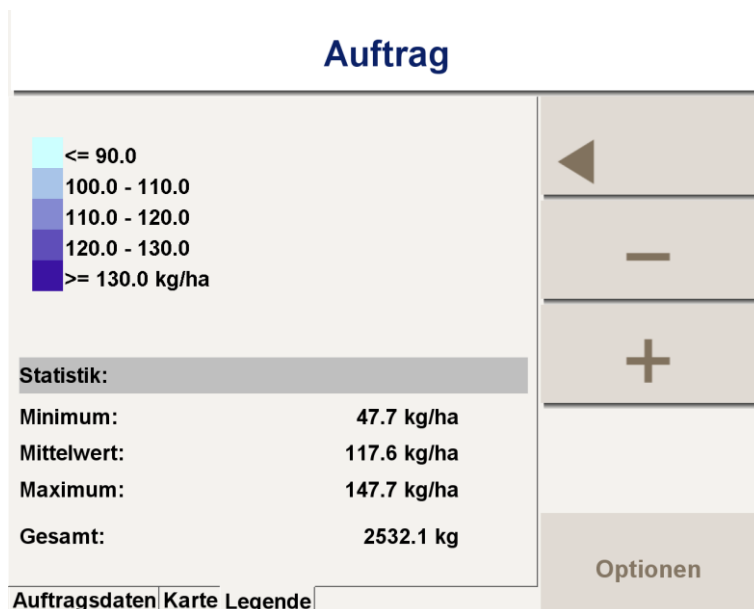 Auftrag
<= 90.0
100.0 - 110.0
110.0 - 120.0
120.0 - 130.0
>= 130.0 kg/ha
Statistik:
Minimum: 47.7 kg/ha
Mittelwert: 117.6 kg/ha
Maximum: 147.7 kg/ha
Gesamt: 2532.1 kg
Optionen
Auftragsdaten Karte Legende